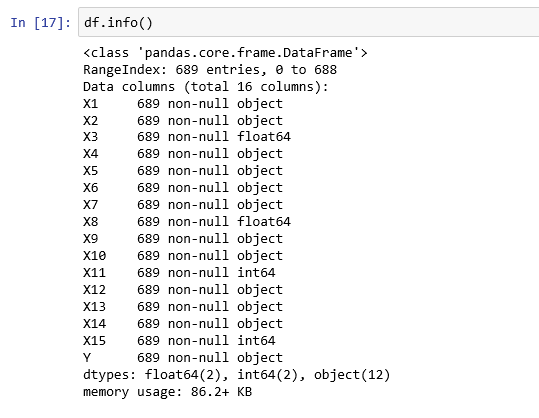 In [17]: df.info()
<class 'pandas.core.frame.DataFrame'>
RangeIndex: 689 entries, 0 to 688
Data columns (total 16 columns):
X1     689 non-null object
X2     689 non-null object
X3     689 non-null float64
X4     689 non-null object
X5     689 non-null object
X6     689 non-null object
X7     689 non-null object
X8     689 non-null float64
X9     689 non-null object
X10    689 non-null object
X11    689 non-null int64
X12    689 non-null object
X13    689 non-null object
X14    689 non-null object
X15    689 non-null int64
Y      689 non-null object
dtypes: float64(2), int64(2), object(12)
memory usage: 86.2+ KB